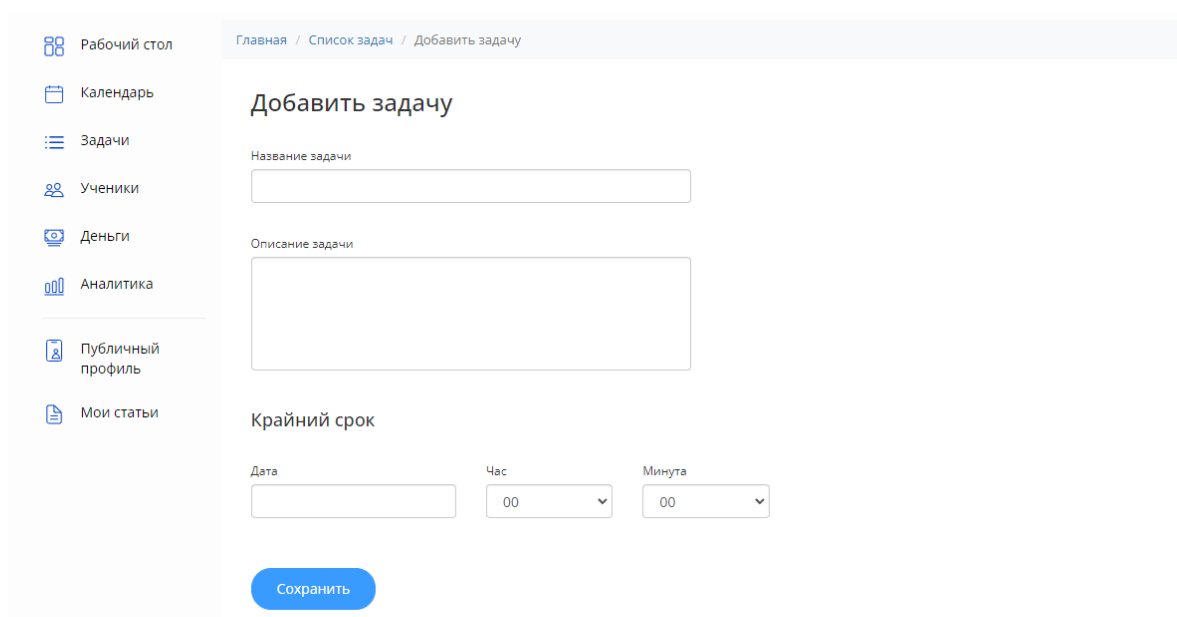 Рабочий стол
Календарь
Задачи
Ученики
Деньги
Аналитика
Публичный
профиль
Мои статьи
Главная / Список задач / Добавить задачу
Добавить задачу
Название задачи
Описание задачи
Крайний срок
Дата Час Минута
00 00
Сохранить